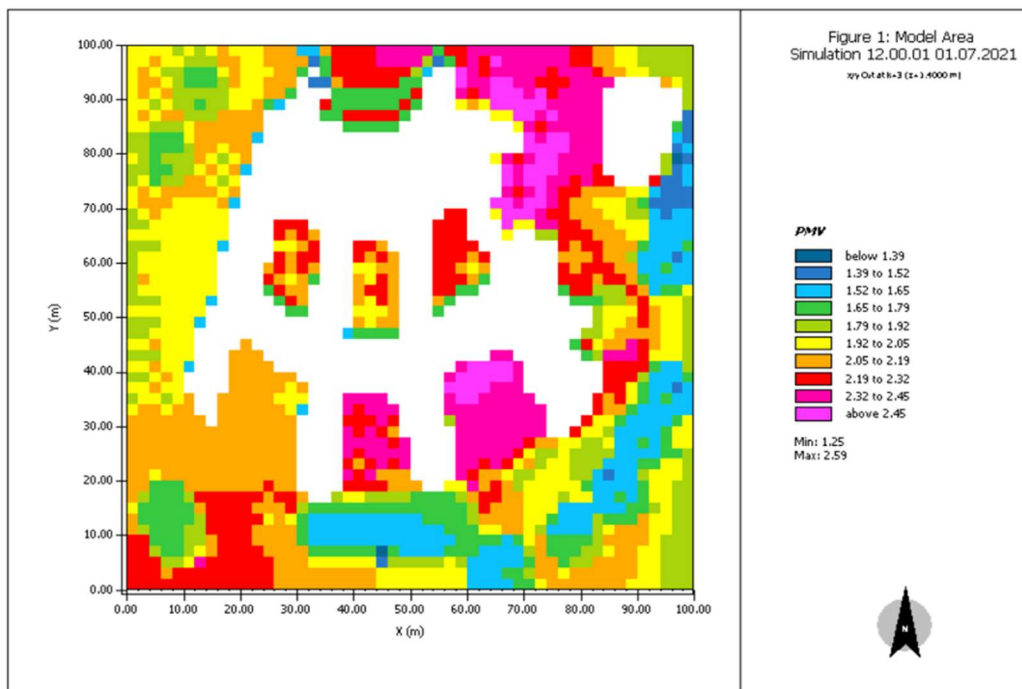 Figure 1: Model Area
Simulation 12.00.01 01.07.2021
x/y Cut at k=3 (z=1.4000 m)
100.00
90.00
80.00
70.00
60.00
50.00
40.00
30.00
20.00
10.00
0.00
Y (m)
0.00 10.00 20.00 30.00 40.00 50.00 60.00 70.00 80.00 90.00 100.00
X (m)
PMV
below 1.39
1.39 to 1.52
1.52 to 1.65
1.65 to 1.79
1.79 to 1.92
1.92 to 2.05
2.05 to 2.19
2.19 to 2.32
2.32 to 2.45
above 2.45
Min: 1.25
Max: 2.59
N